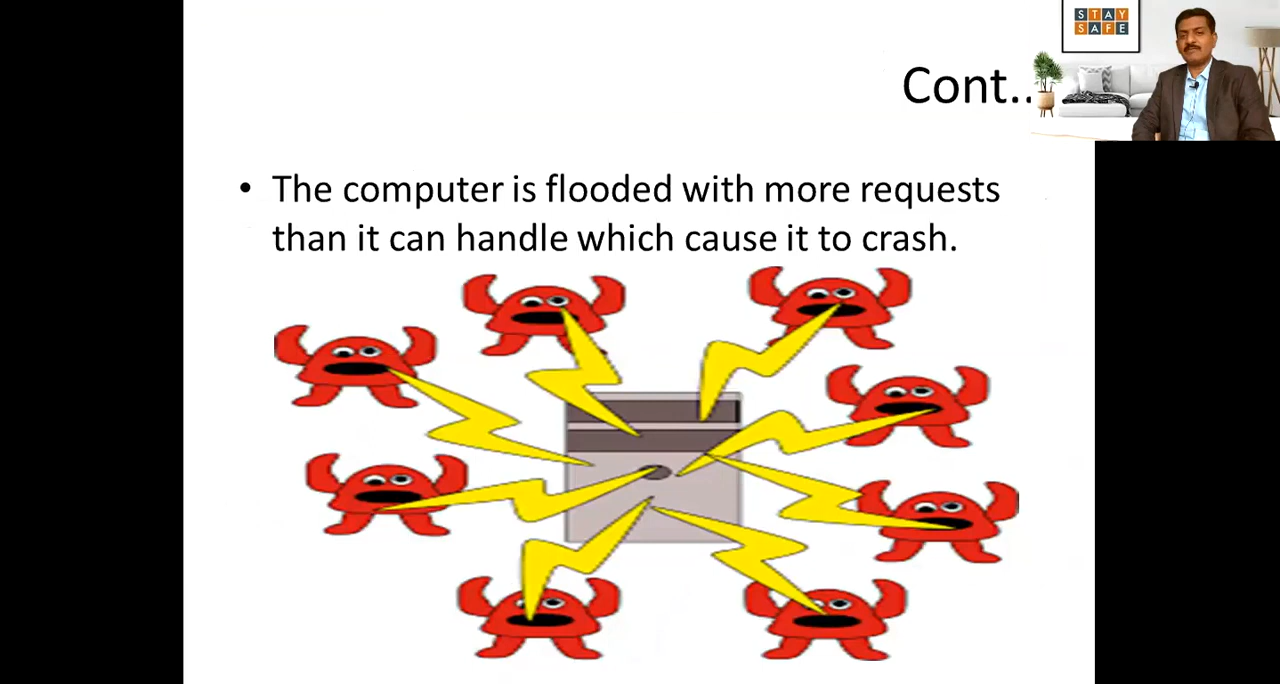 STAY
SAFE
Cont..
• The computer is flooded with more requests
than it can handle which cause it to crash.